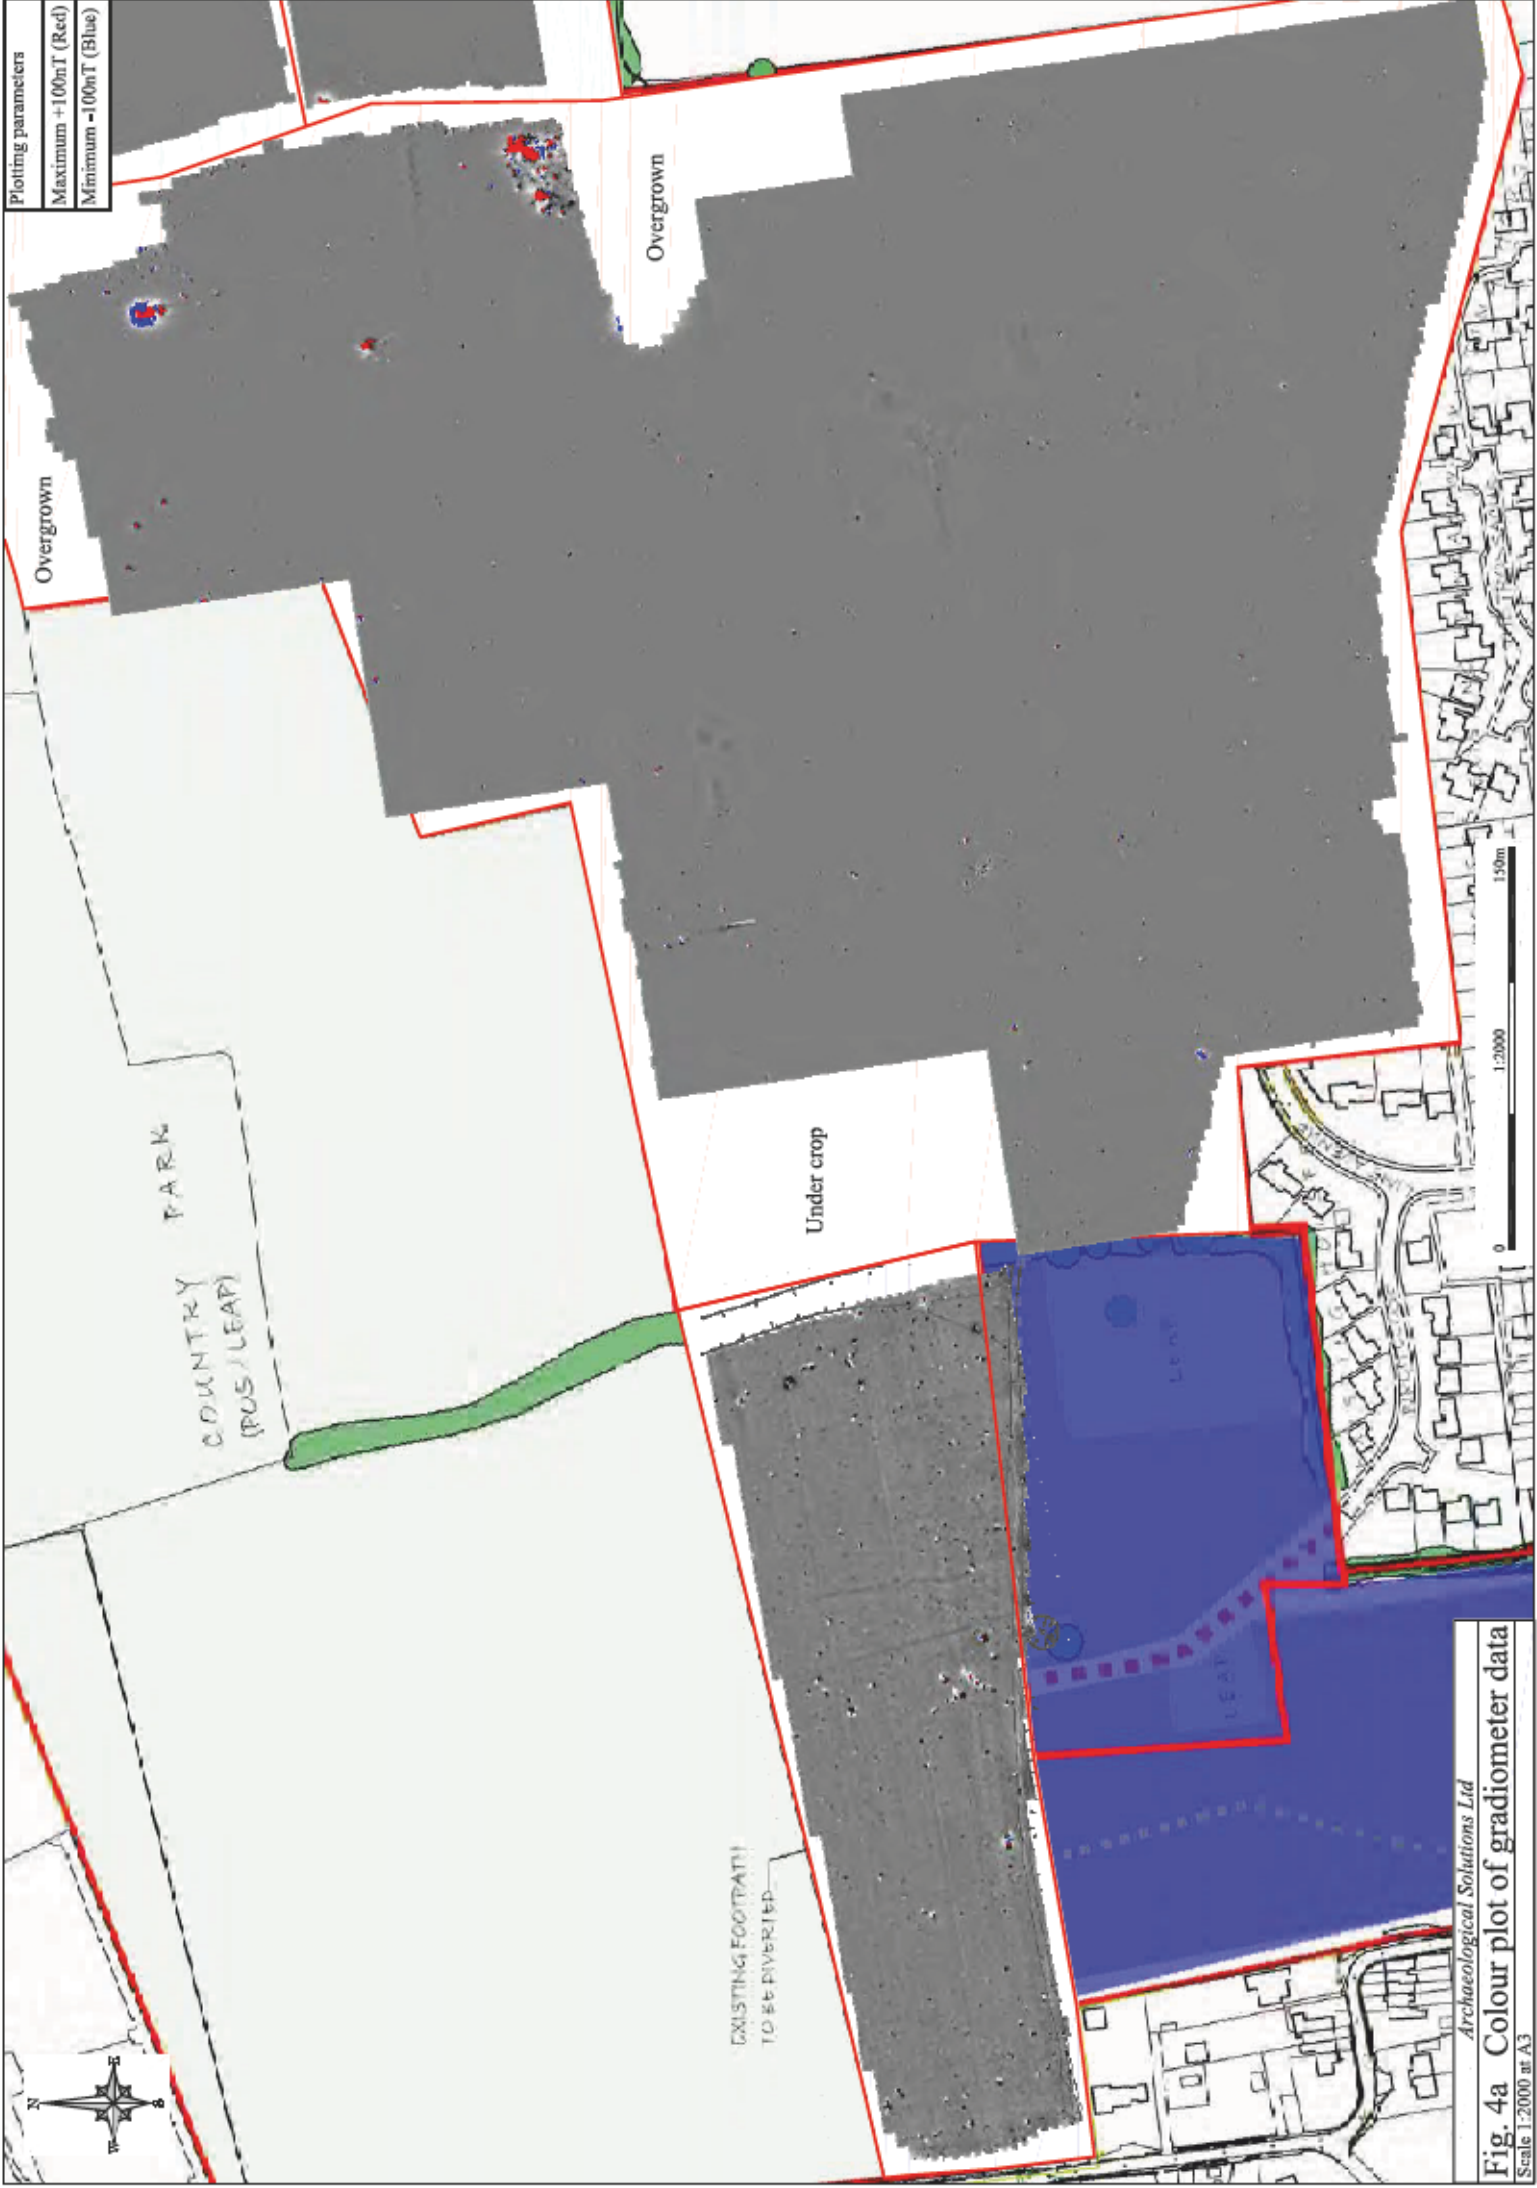 Plotting parameters
Maximum +100nT (Red)
Minimum -100nT (Blue)
Overgrown
Overgrown
COUNTRY PARK
(POS/LEAP)
Under crop
EXISTING FOOTPATH
TO BE DIVERTED
LEAP
LEAP
N
W
E
S
0
1:2000
150m
Archaeological Solutions Ltd
Fig. 4a Colour plot of gradiometer data
Scale 1:2000 at A3